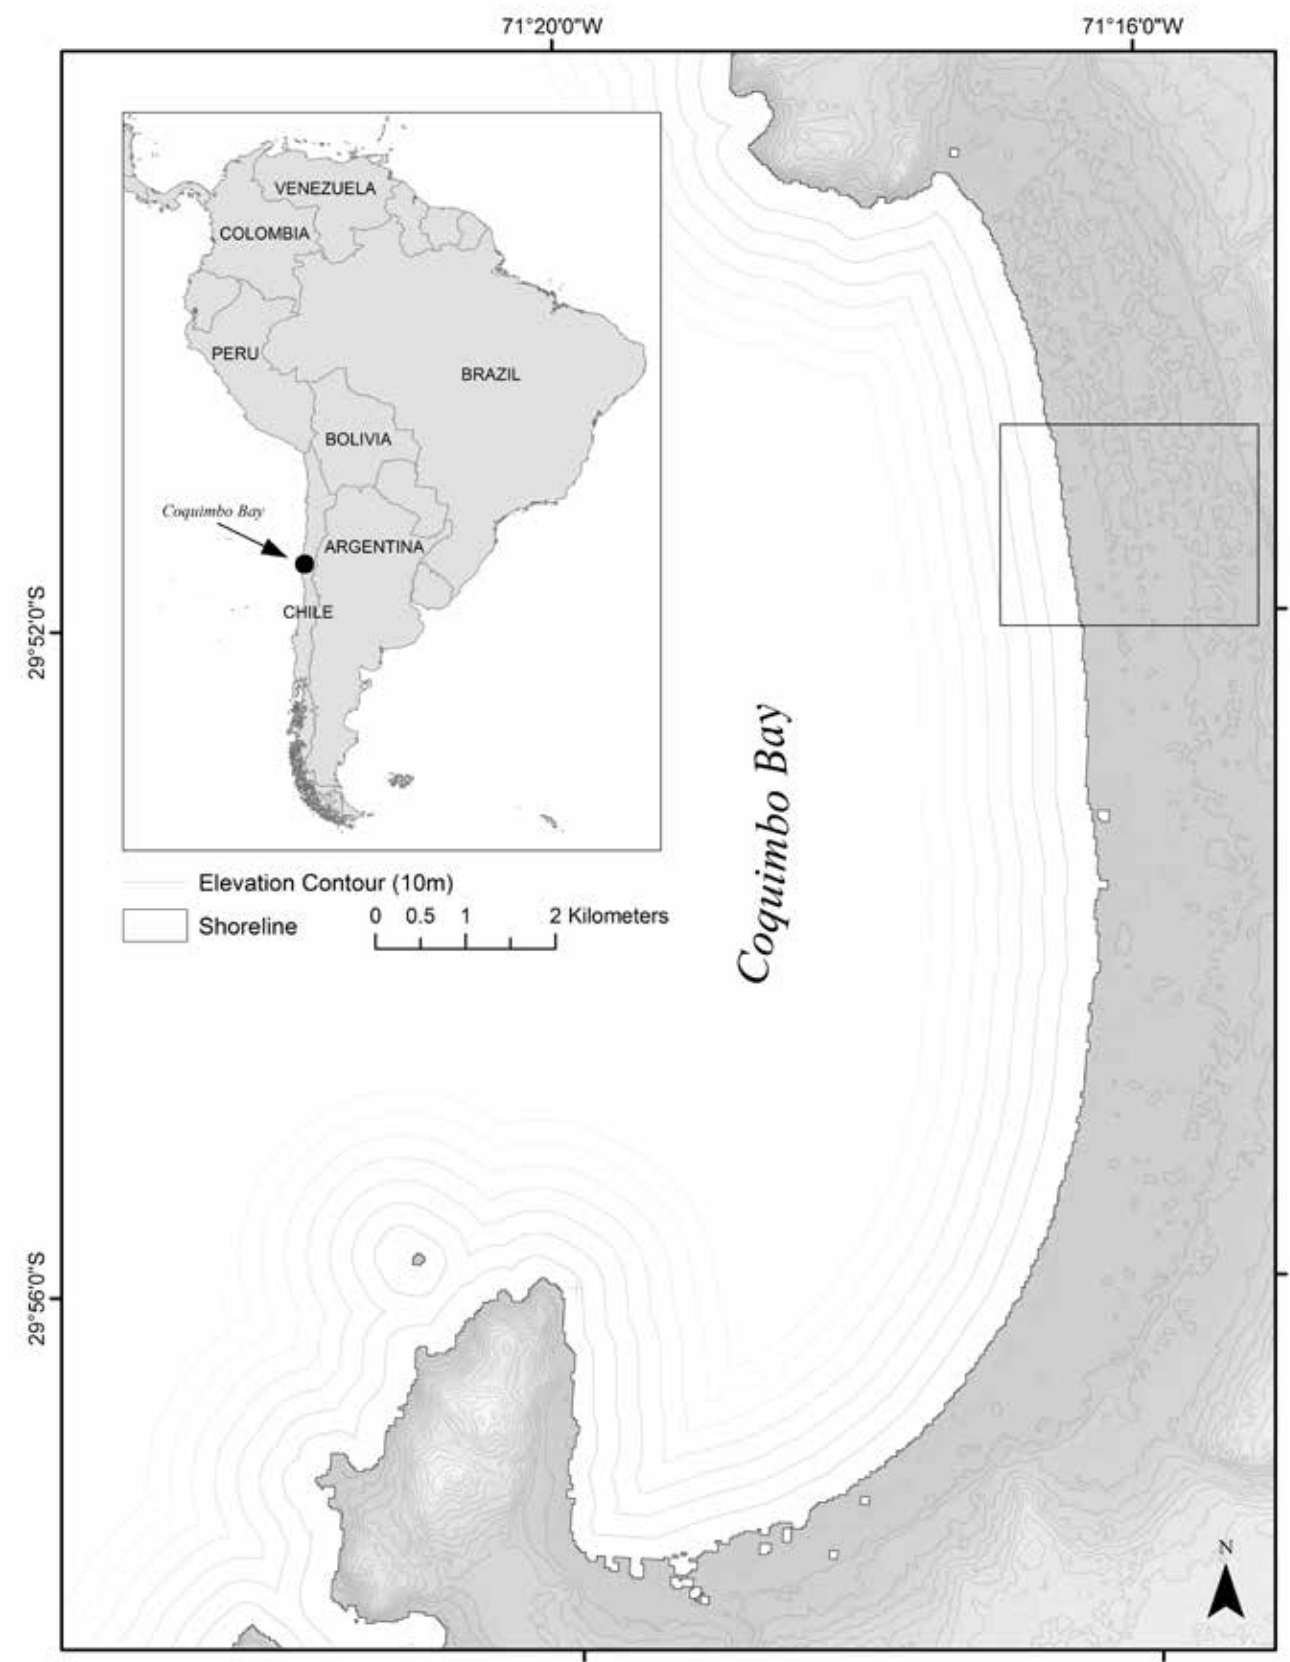 71°20'0"W
71°16'0"W
VENEZUELA
COLOMBIA
PERU
BRAZIL
BOLIVIA
Coquimbo Bay
ARGENTINA
CHILE
29°52'0"S
Coquimbo Bay
Elevation Contour (10m)
Shoreline
0 0.5 1 2 Kilometers
29°56'0"S
N